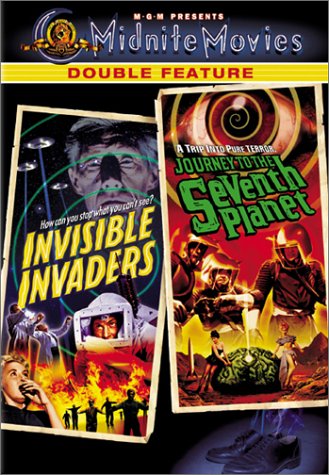 M-G-M PRESENTS
Midnite Movies
DOUBLE FEATURE
How can you stop what you can't see?
INVISIBLE
INVADERS
A TRIP INTO PURE TERROR.
JOURNEY TO THE
Seventh
Planet